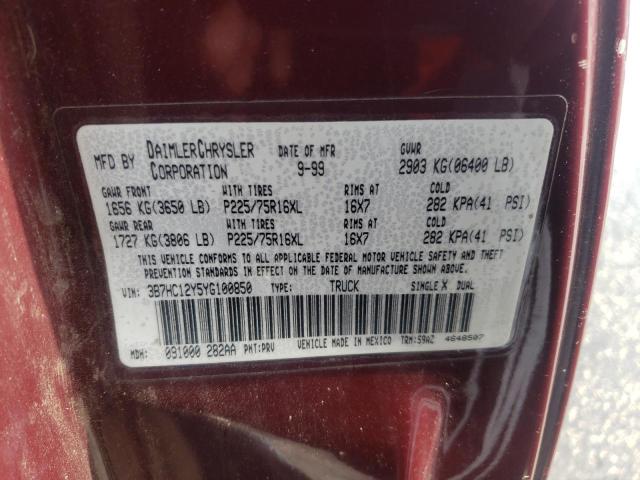 MFD BY DAIMLERCHRYSLER CORPORATION DATE OF MFR 9-99 GVWR 2903 KG(06400 LB)
GAWR FRONT WITH TIRES RIMS AT COLD
1656 KG(3650 LB) P225/75R16XL 16X7 282 KPA(41 PSI)
GAWR REAR WITH TIRES RIMS AT COLD
1727 KG(3806 LB) P225/75R16XL 16X7 282 KPA(41 PSI)
THIS VEHICLE CONFORMS TO ALL APPLICABLE FEDERAL MOTOR VEHICLE SAFETY AND THEFT
PREVENTION STANDARDS IN EFFECT ON THE DATE OF MANUFACTURE SHOWN ABOVE.
VIN: 3B7HC12Y5YG100850 TYPE: TRUCK SINGLE X DUAL
MDH: 091000 282AA PNT:PRV VEHICLE MADE IN MEXICO TRM:S9AZ 4648507